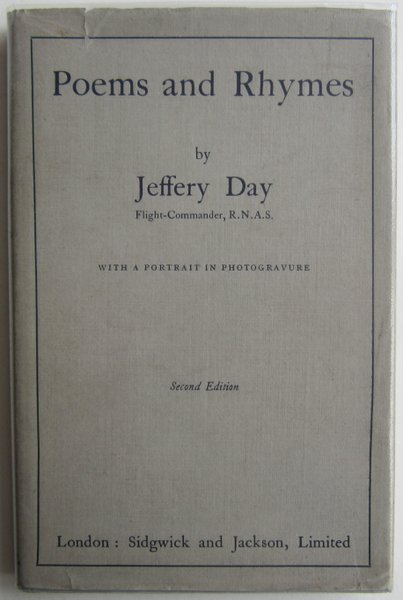 Poems and Rhymes
by
Jeffery Day
Flight-Commander, R.N.A.S.
WITH A PORTRAIT IN PHOTOGRAVURE
Second Edition
London : Sidgwick and Jackson, Limited